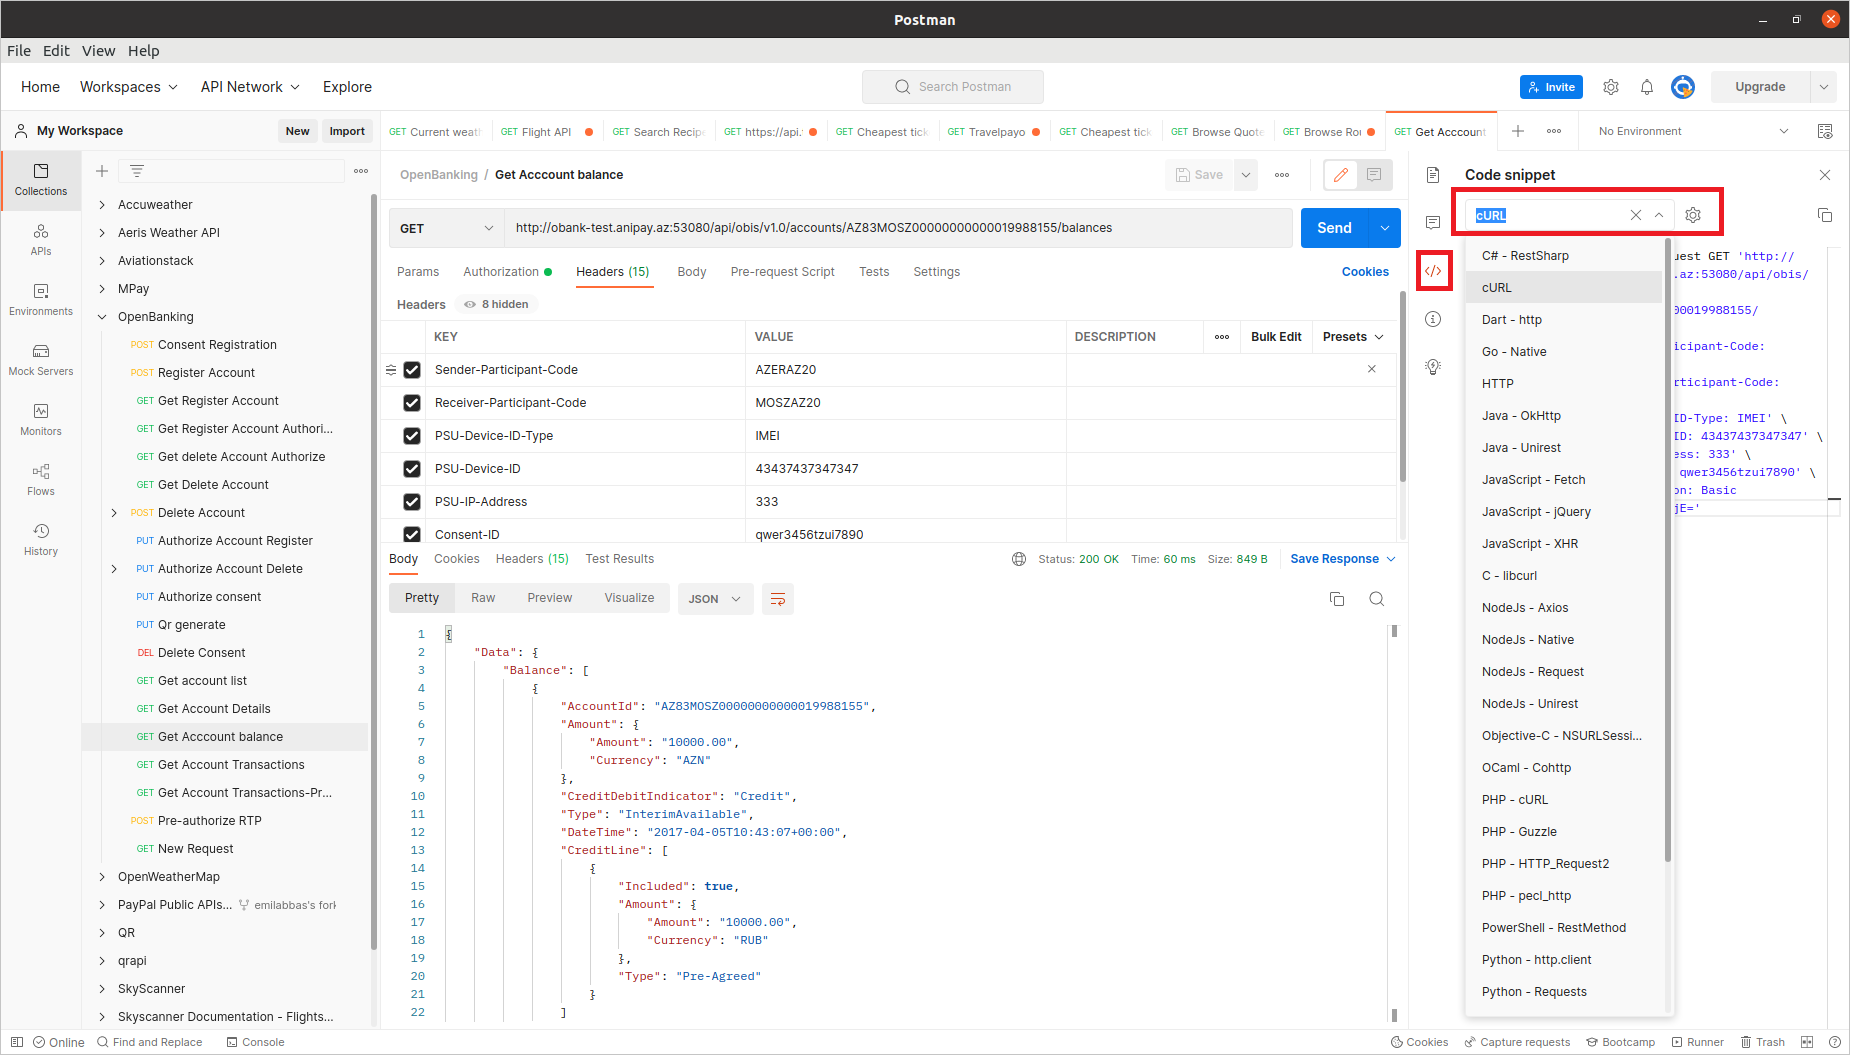 Postman
File Edit View Help
Home Workspaces API Network Explore Search Postman Invite Upgrade
My Workspace New Import
GET Current weath GET Flight API GET Search Recipe GET https://api. GET Cheapest tick GET Travelpayo GET Cheapest tick GET Browse Quote GET Browse Rou GET Get Acccount No Environment
Collections
APIs
Environments
Mock Servers
Monitors
Flows
History
Accuweather
Aeris Weather API
Aviationstack
MPay
OpenBanking
POST Consent Registration
POST Register Account
GET Get Register Account
GET Get Register Account Authori...
GET Get delete Account Authorize
GET Get Delete Account
POST Delete Account
PUT Authorize Account Register
PUT Authorize Account Delete
PUT Authorize consent
PUT Qr generate
DEL Delete Consent
GET Get account list
GET Get Account Details
GET Get Acccount balance
GET Get Account Transactions
GET Get Account Transactions-Pr...
POST Pre-authorize RTP
GET New Request
OpenWeatherMap
PayPal Public APIs... emilabbas's fork
QR
qrapi
SkyScanner
Skyscanner Documentation - Flights...
OpenBanking / Get Acccount balance Save
GET http://obank-test.anipay.az:53080/api/obis/v1.0/accounts/AZ83MOSZ00000000000019988155/balances Send
Params Authorization Headers (15) Body Pre-request Script Tests Settings Cookies
Headers 8 hidden
KEY VALUE DESCRIPTION Bulk Edit Presets
Sender-Participant-Code AZERAZ20
Receiver-Participant-Code MOSZAZ20
PSU-Device-ID-Type IMEI
PSU-Device-ID 43437437347347
PSU-IP-Address 333
Consent-ID qwer3456tzui7890
Body Cookies Headers (15) Test Results Status: 200 OK Time: 60 ms Size: 849 B Save Response
Pretty Raw Preview Visualize JSON
1 {
2 "Data": {
3 "Balance": [
4 {
5 "AccountId": "AZ83MOSZ00000000000019988155",
6 "Amount": {
7 "Amount": "10000.00",
8 "Currency": "AZN"
9 },
10 "CreditDebitIndicator": "Credit",
11 "Type": "InterimAvailable",
12 "DateTime": "2017-04-05T10:43:07+00:00",
13 "CreditLine": [
14 {
15 "Included": true,
16 "Amount": {
17 "Amount": "10000.00",
18 "Currency": "RUB"
19 },
20 "Type": "Pre-Agreed"
21 }
22 ]
Code snippet
cURL
C# - RestSharp
cURL
Dart - http
Go - Native
HTTP
Java - OkHttp
Java - Unirest
JavaScript - Fetch
JavaScript - jQuery
JavaScript - XHR
C - libcurl
NodeJs - Axios
NodeJs - Native
NodeJs - Request
NodeJs - Unirest
Objective-C - NSURLSessi...
OCaml - Cohttp
PHP - cURL
PHP - Guzzle
PHP - HTTP_Request2
PHP - pecl_http
PowerShell - RestMethod
Python - http.client
Python - Requests
uest GET 'http://
.az:53080/api/obis/
00019988155/
icipant-Code:
rticipant-Code:
ID-Type: IMEI' \
ID: 43437437347347' \
ess: 333' \
qwer3456tzui7890' \
on: Basic
jE='
Online Find and Replace Console Cookies Capture requests Bootcamp Runner Trash